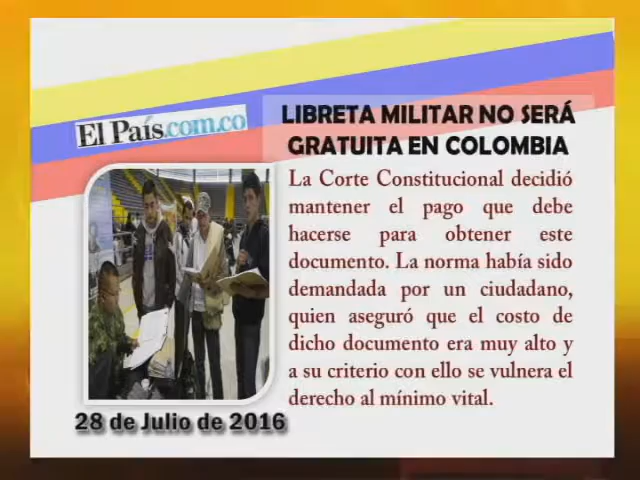 El País.com.co
LIBRETA MILITAR NO SERÁ
GRATUITA EN COLOMBIA
La Corte Constitucional decidió
mantener el pago que debe
hacerse para obtener este
documento. La norma había sido
demandada por un ciudadano,
quien aseguró que el costo de
dicho documento era muy alto y
a su criterio con ello se vulnera el
derecho al mínimo vital.
28 de Julio de 2016